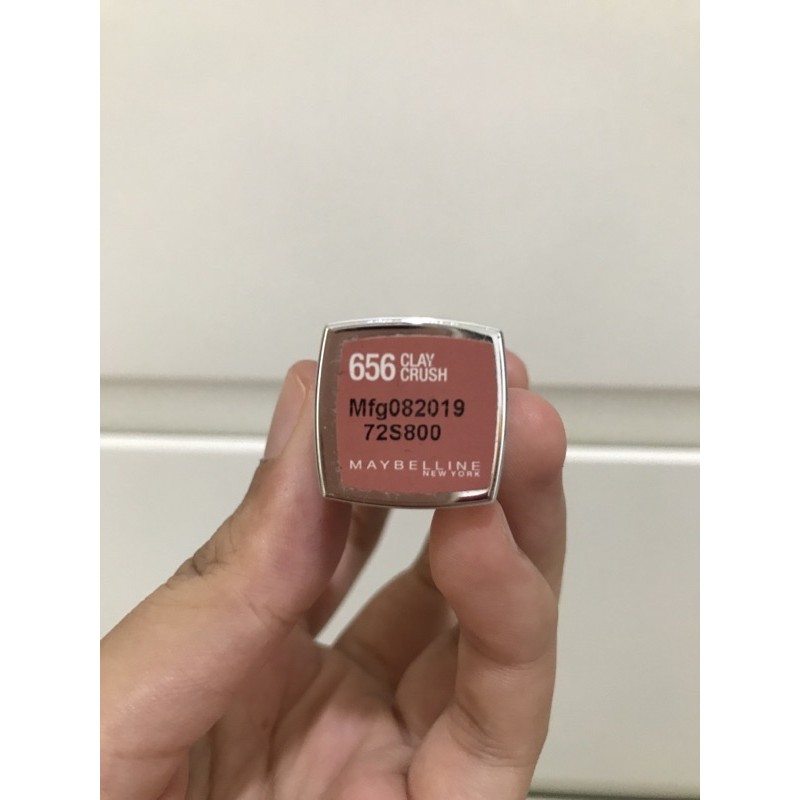 656 CLAY
CRUSH
Mfg082019
72S800
MAYBELLINE
NEW YORK